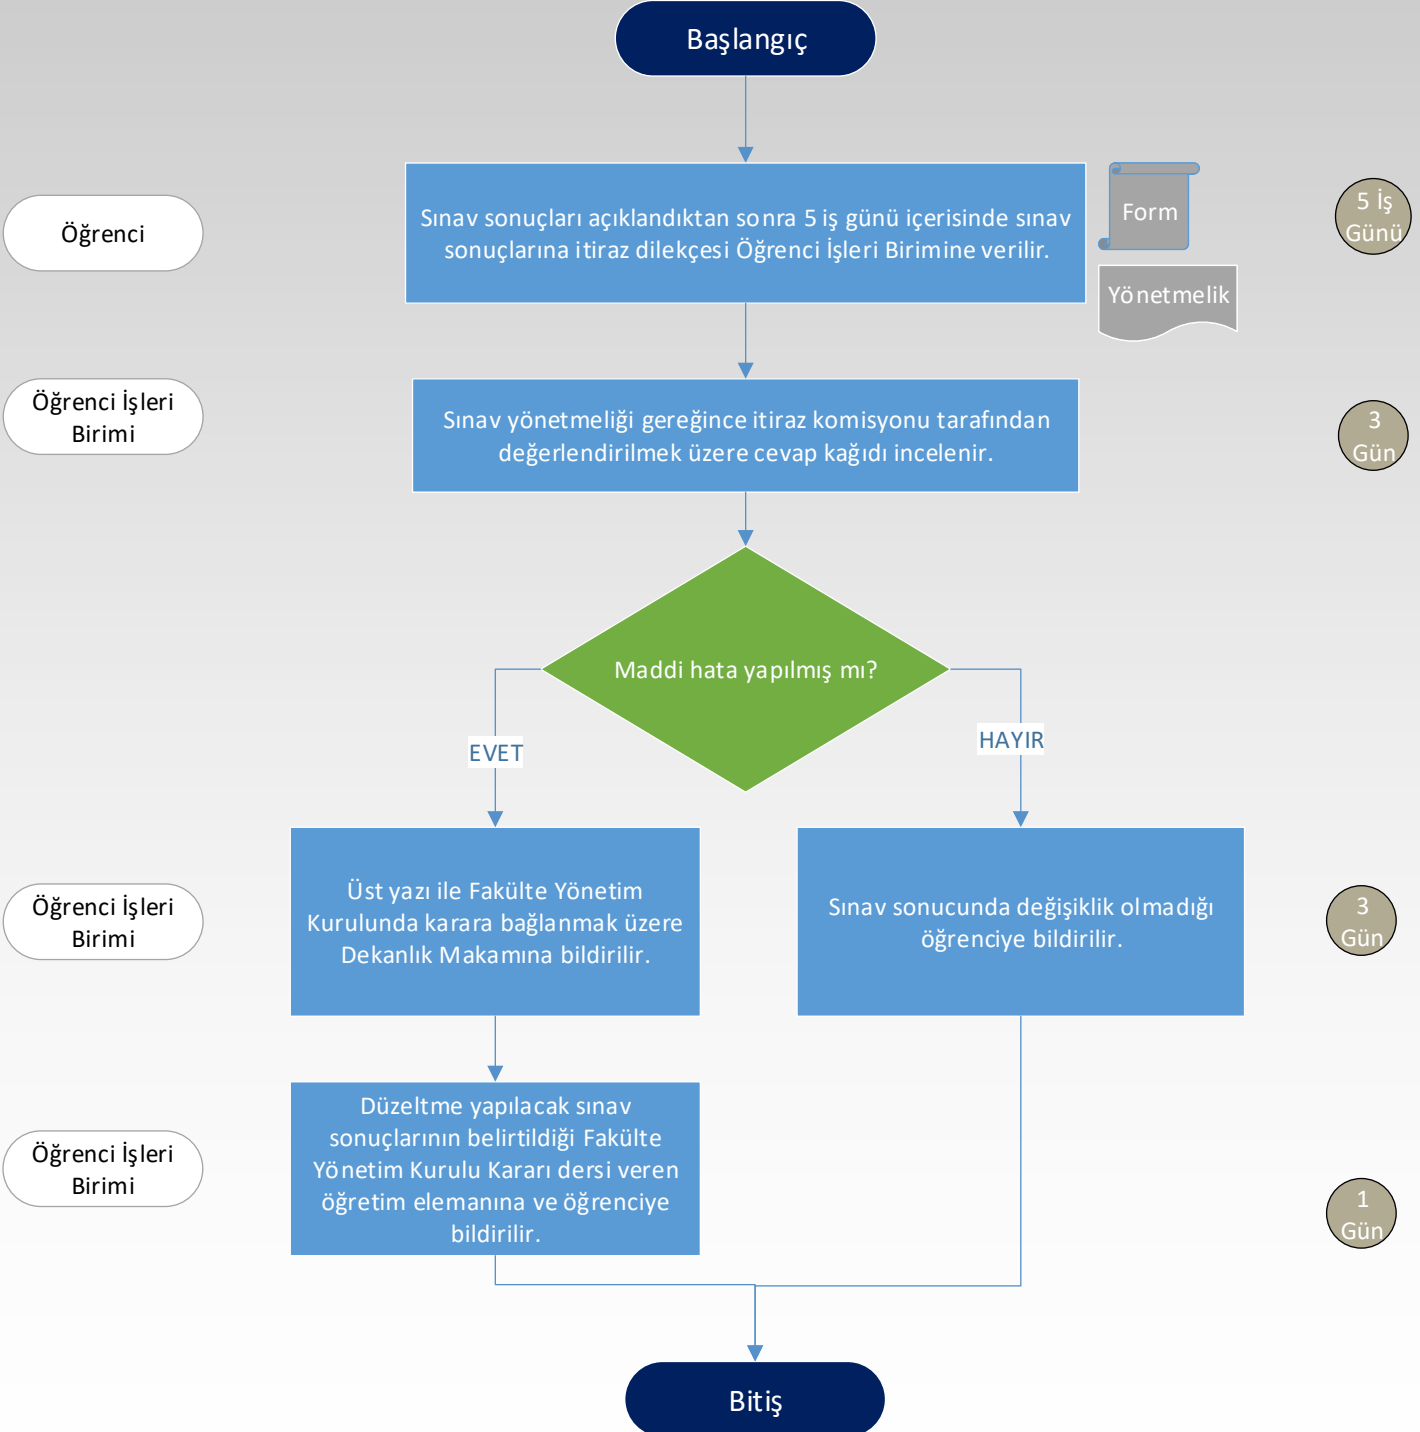 Başlangıç
Öğrenci
Sınav sonuçları açıklandıktan sonra 5 iş günü içerisinde sınav
sonuçlarına itiraz dilekçesi Öğrenci İşleri Birimine verilir.
Form
Yönetmelik
5 İş
Günü
Öğrenci İşleri
Birimi
Sınav yönetmeliği gereğince itiraz komisyonu tarafından
değerlendirilmek üzere cevap kağıdı incelenir.
3
Gün
Maddi hata yapılmış mı?
EVET
HAYIR
Öğrenci İşleri
Birimi
Üst yazı ile Fakülte Yönetim
Kurulunda karara bağlanmak üzere
Dekanlık Makamına bildirilir.
Sınav sonucunda değişiklik olmadığı
öğrenciye bildirilir.
3
Gün
Öğrenci İşleri
Birimi
Düzeltme yapılacak sınav
sonuçlarının belirtildiği Fakülte
Yönetim Kurulu Kararı dersi veren
öğretim elemanına ve öğrenciye
bildirilir.
1
Gün
Bitiş